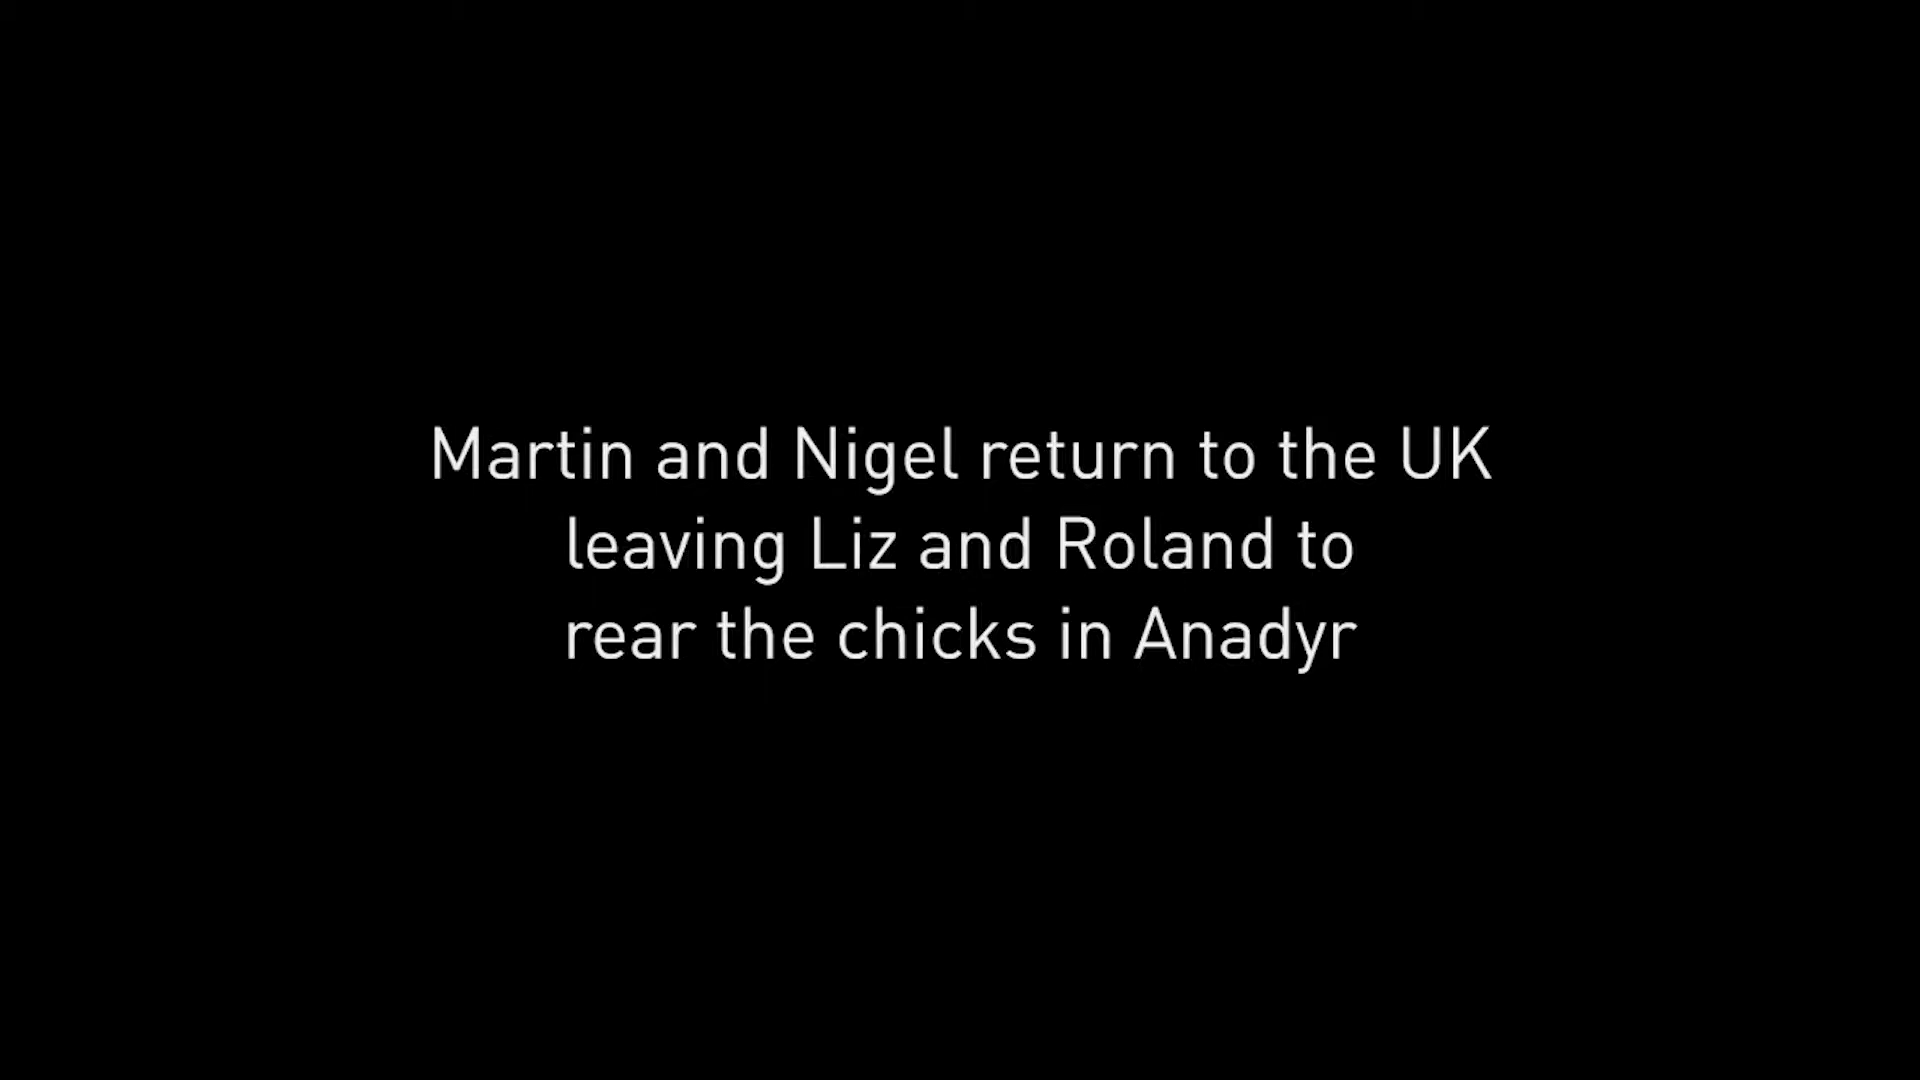 Martin and Nigel return to the UK
leaving Liz and Roland to
rear the chicks in Anadyr